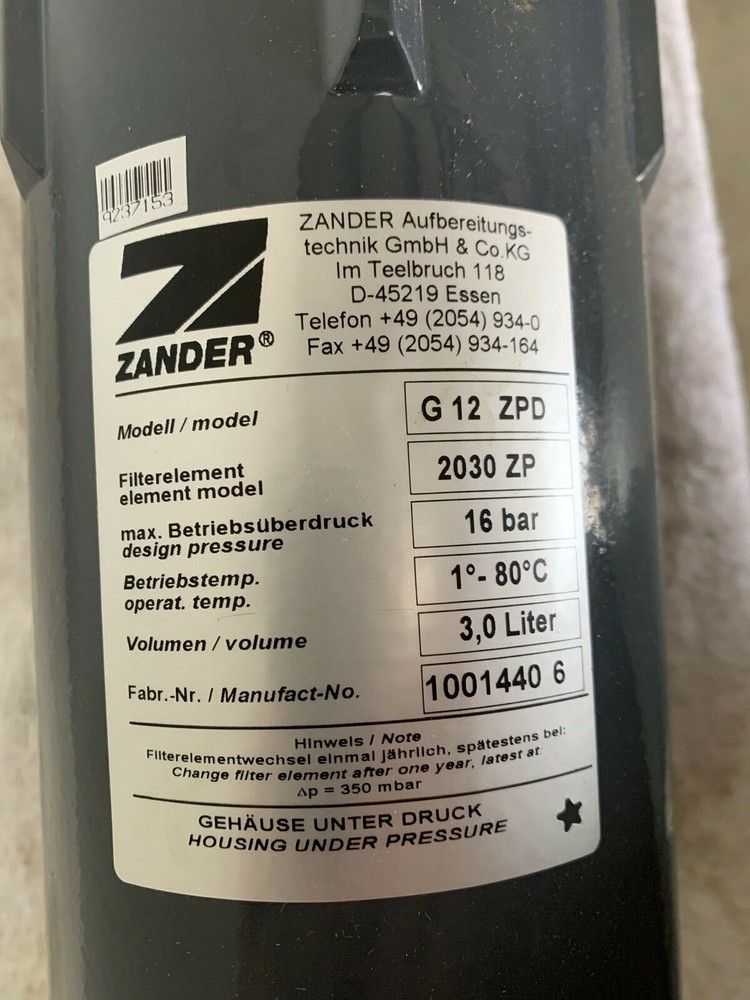 9237153
ZANDER®
ZANDER Aufbereitungs-
technik GmbH & Co.KG
Im Teelbruch 118
D-45219 Essen
Telefon +49 (2054) 934-0
Fax +49 (2054) 934-164
Modell / model G 12 ZPD
Filterelement
element model 2030 ZP
max. Betriebsüberdruck
design pressure 16 bar
Betriebstemp.
operat. temp. 1°- 80°C
Volumen / volume 3,0 Liter
Fabr.-Nr. / Manufact-No. 1001440 6
Hinweis / Note
Filterelementwechsel einmal jährlich, spätestens bei:
Change filter element after one year, latest at:
Δp = 350 mbar
GEHÄUSE UNTER DRUCK
HOUSING UNDER PRESSURE